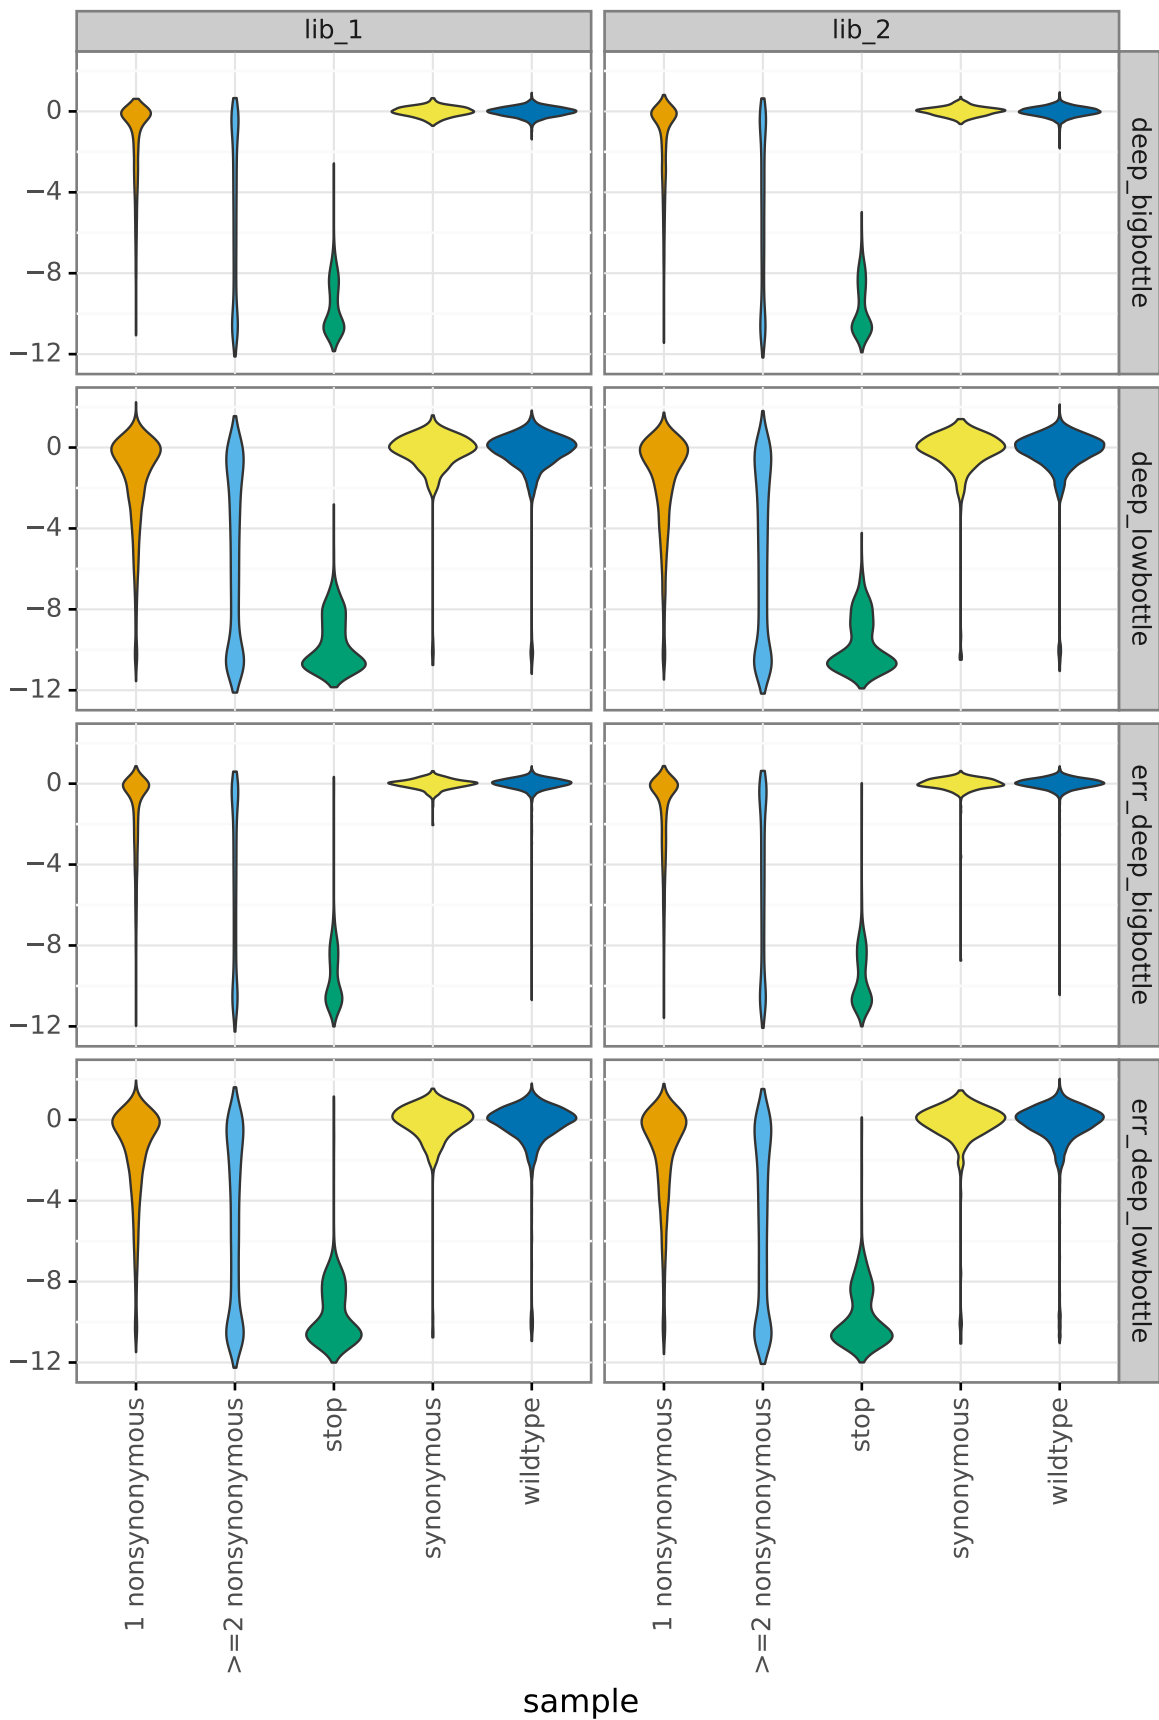 lib_1
lib_2
0
−4
−8
−12
deep_bigbottle
0
−4
−8
−12
deep_lowbottle
0
−4
−8
−12
err_deep_bigbottle
0
−4
−8
−12
err_deep_lowbottle
1 nonsynonymous
>=2 nonsynonymous
stop
synonymous
wildtype
1 nonsynonymous
>=2 nonsynonymous
stop
synonymous
wildtype
sample